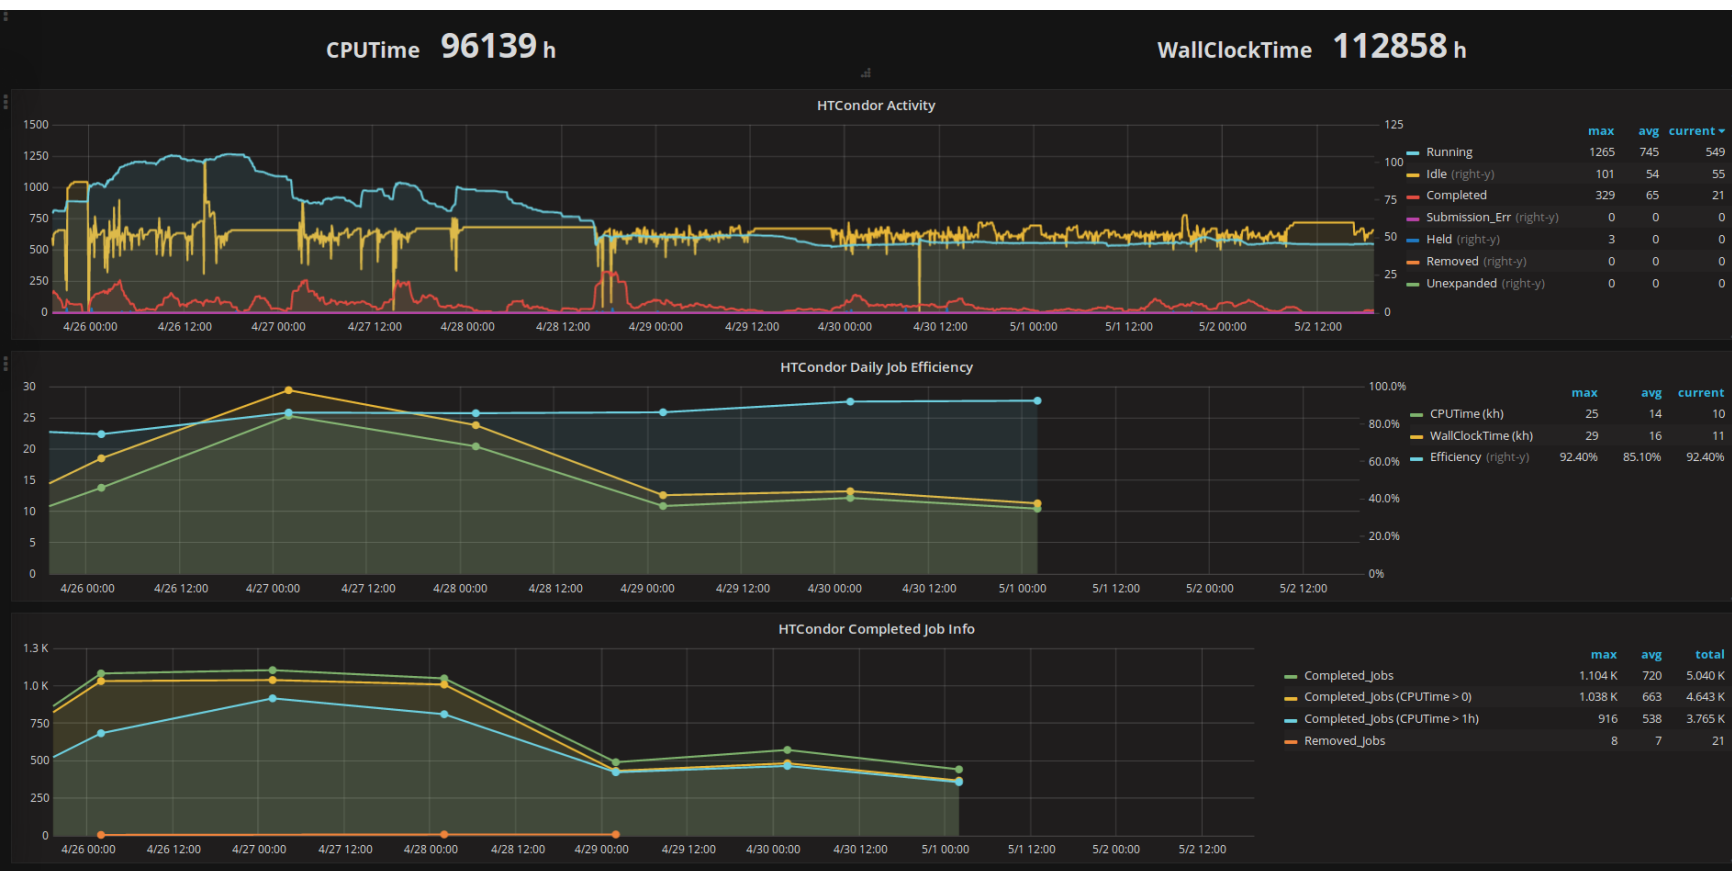 CPUTime 96139 h
WallClockTime 112858 h
HTCondor Activity
1500
1250
1000
750
500
250
0
125
100
75
50
25
0
4/26 00:00 4/26 12:00 4/27 00:00 4/27 12:00 4/28 00:00 4/28 12:00 4/29 00:00 4/29 12:00 4/30 00:00 4/30 12:00 5/1 00:00 5/1 12:00 5/2 00:00 5/2 12:00
max avg current
Running 1265 745 549
Idle (right-y) 101 54 55
Completed 329 65 21
Submission_Err (right-y) 0 0 0
Held (right-y) 3 0 0
Removed (right-y) 0 0 0
Unexpanded (right-y) 0 0 0
HTCondor Daily Job Efficiency
30
25
20
15
10
5
0
100.0%
80.0%
60.0%
40.0%
20.0%
0%
4/26 00:00 4/26 12:00 4/27 00:00 4/27 12:00 4/28 00:00 4/28 12:00 4/29 00:00 4/29 12:00 4/30 00:00 4/30 12:00 5/1 00:00 5/1 12:00 5/2 00:00 5/2 12:00
max avg current
CPUTime (kh) 25 14 10
WallClockTime (kh) 29 16 11
Efficiency (right-y) 92.40% 85.10% 92.40%
HTCondor Completed Job Info
1.3 K
1.0 K
750
500
250
0
4/26 00:00 4/26 12:00 4/27 00:00 4/27 12:00 4/28 00:00 4/28 12:00 4/29 00:00 4/29 12:00 4/30 00:00 4/30 12:00 5/1 00:00 5/1 12:00 5/2 00:00 5/2 12:00
max avg total
Completed_Jobs 1.104 K 720 5.040 K
Completed_Jobs (CPUTime > 0) 1.038 K 663 4.643 K
Completed_Jobs (CPUTime > 1h) 916 538 3.765 K
Removed_Jobs 8 7 21